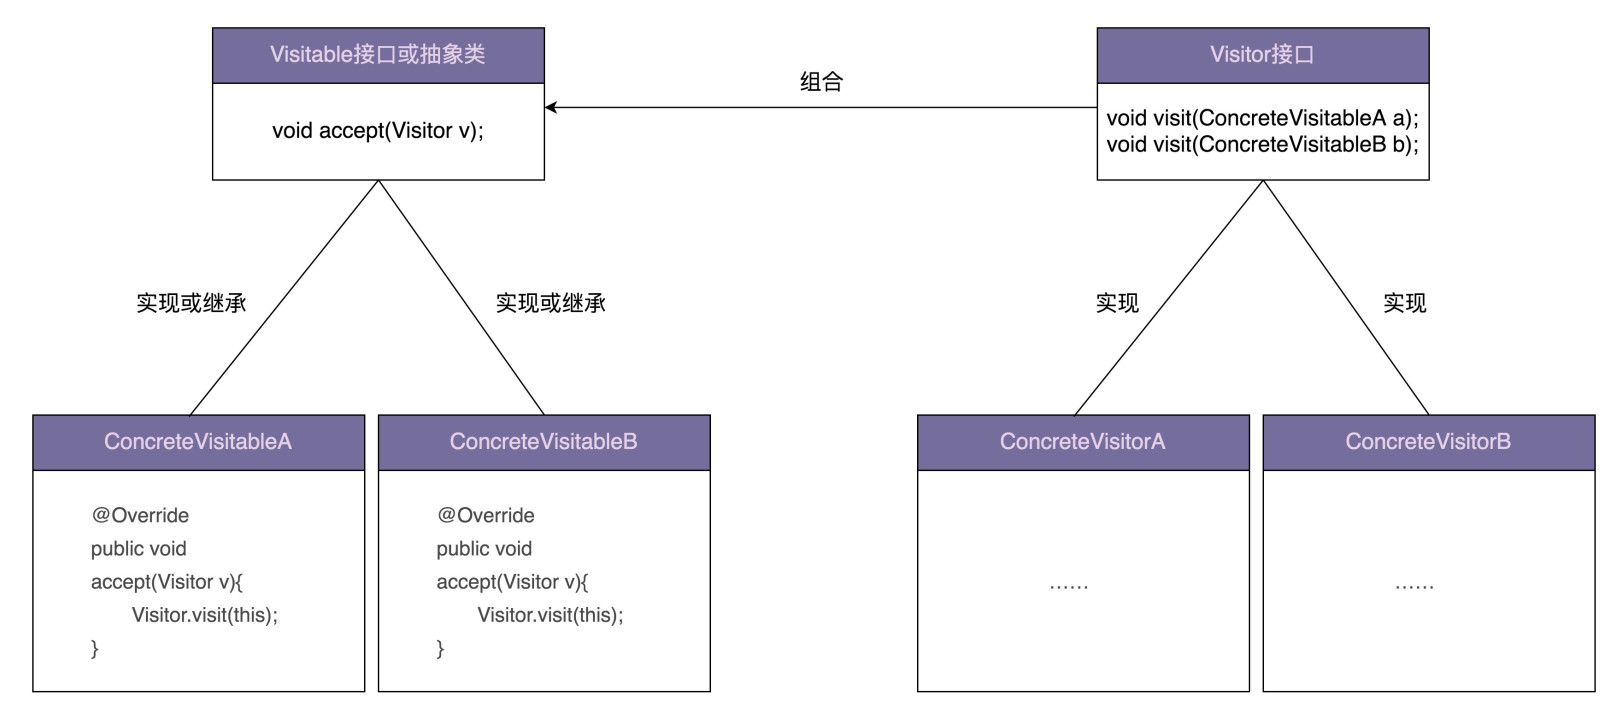 Visitable接口或抽象类
void accept(Visitor v);
组合
Visitor接口
void visit(ConcreteVisitableA a);
void visit(ConcreteVisitableB b);
实现或继承
实现或继承
实现
实现
ConcreteVisitableA
@Override
public void
accept(Visitor v){
Visitor.visit(this);
}
ConcreteVisitableB
@Override
public void
accept(Visitor v){
Visitor.visit(this);
}
ConcreteVisitorA
……
ConcreteVisitorB
……